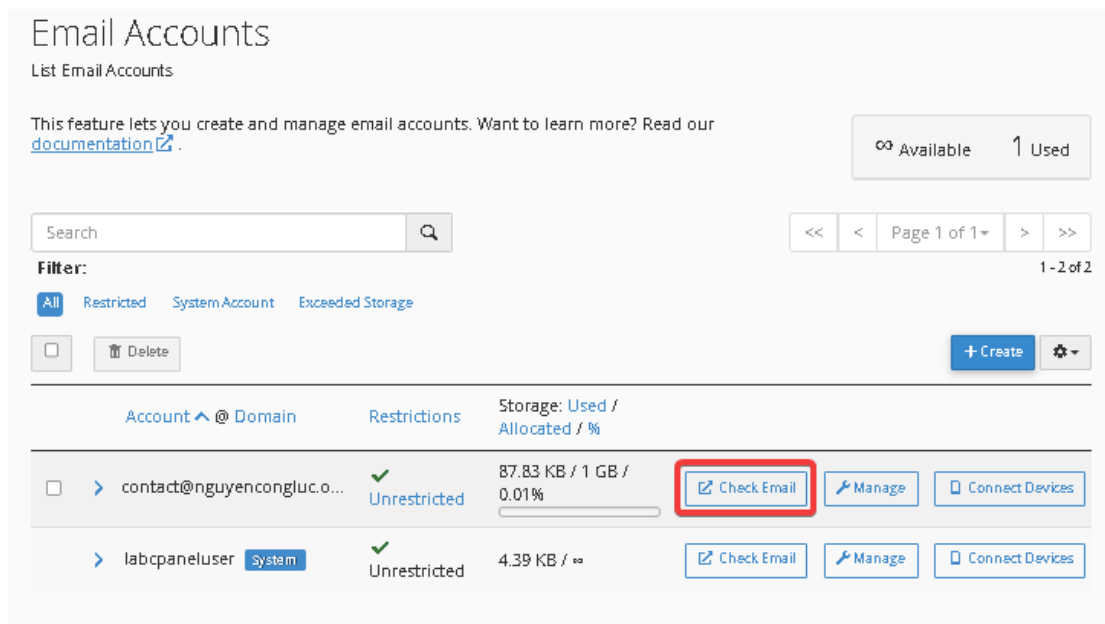 Email Accounts
List Email Accounts
This feature lets you create and manage email accounts. Want to learn more? Read our
documentation .
∞ Available 1 Used
Search
<< < Page 1 of 1 > >>
Filter:
1 - 2 of 2
All Restricted System Account Exceeded Storage
Delete
+ Create
Account @ Domain Restrictions Storage: Used /
Allocated / %
contact@nguyencongluc.o... Unrestricted 87.83 KB / 1 GB /
0.01%
Check Email Manage Connect Devices
labcpaneluser System Unrestricted 4.39 KB / ∞ Check Email Manage Connect Devices